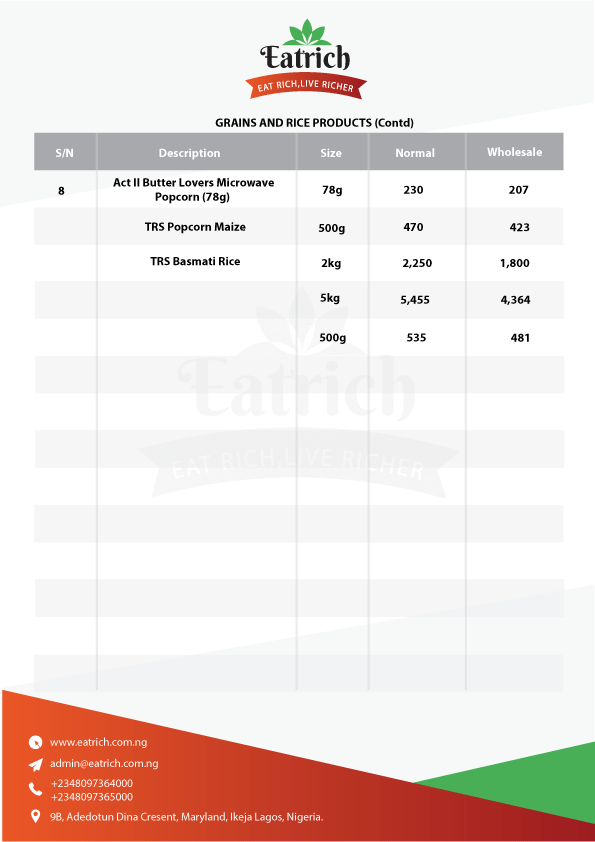 Eatrich
EAT RICH,LIVE RICHER
GRAINS AND RICE PRODUCTS (Contd)
S/N Description Size Normal Wholesale
8 Act II Butter Lovers Microwave Popcorn (78g) 78g 230 207
TRS Popcorn Maize 500g 470 423
TRS Basmati Rice 2kg 2,250 1,800
5kg 5,455 4,364
500g 535 481
Eatrich
EAT RICH,LIVE RICHER
www.eatrich.com.ng
admin@eatrich.com.ng
+2348097364000
+2348097365000
9B, Adedotun Dina Cresent, Maryland, Ikeja Lagos, Nigeria.